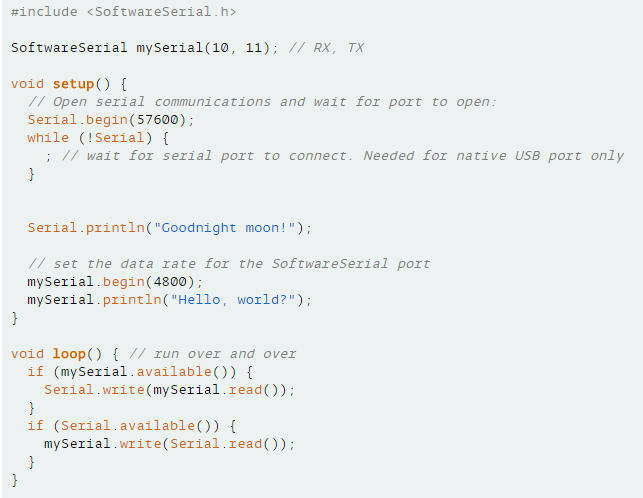 #include <SoftwareSerial.h>
SoftwareSerial mySerial(10, 11); // RX, TX
void setup() {
// Open serial communications and wait for port to open:
Serial.begin(57600);
while (!Serial) {
; // wait for serial port to connect. Needed for native USB port only
}
Serial.println("Goodnight moon!");
// set the data rate for the SoftwareSerial port
mySerial.begin(4800);
mySerial.println("Hello, world?");
}
void loop() { // run over and over
if (mySerial.available()) {
Serial.write(mySerial.read());
}
if (Serial.available()) {
mySerial.write(Serial.read());
}
}